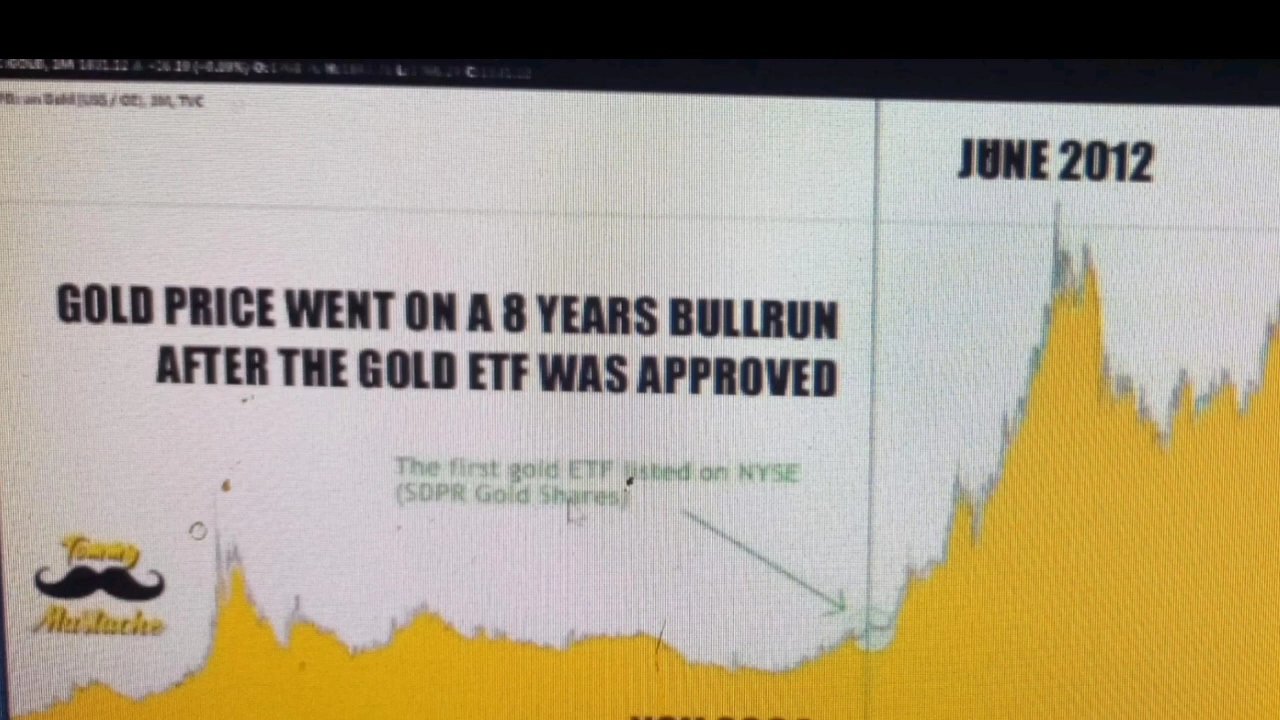 JUNE 2012
GOLD PRICE WENT ON A 8 YEARS BULLRUN
AFTER THE GOLD ETF WAS APPROVED
The first gold ETF listed on NYSE
(SDPR Gold Shares)
Tommy
Mustache